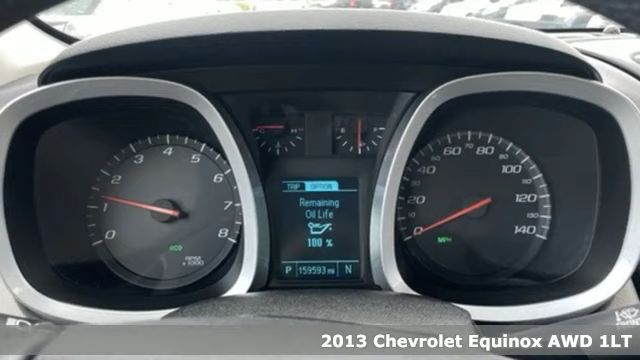 0 1 2 3 4 5 6 7 8
ECO
RPM
x 1000
H
E
TRIP OPTION
Remaining
Oil Life
100 %
P 159593 mi N
0 20 40 60 80 100 120 140
MPH
2013 Chevrolet Equinox AWD 1LT